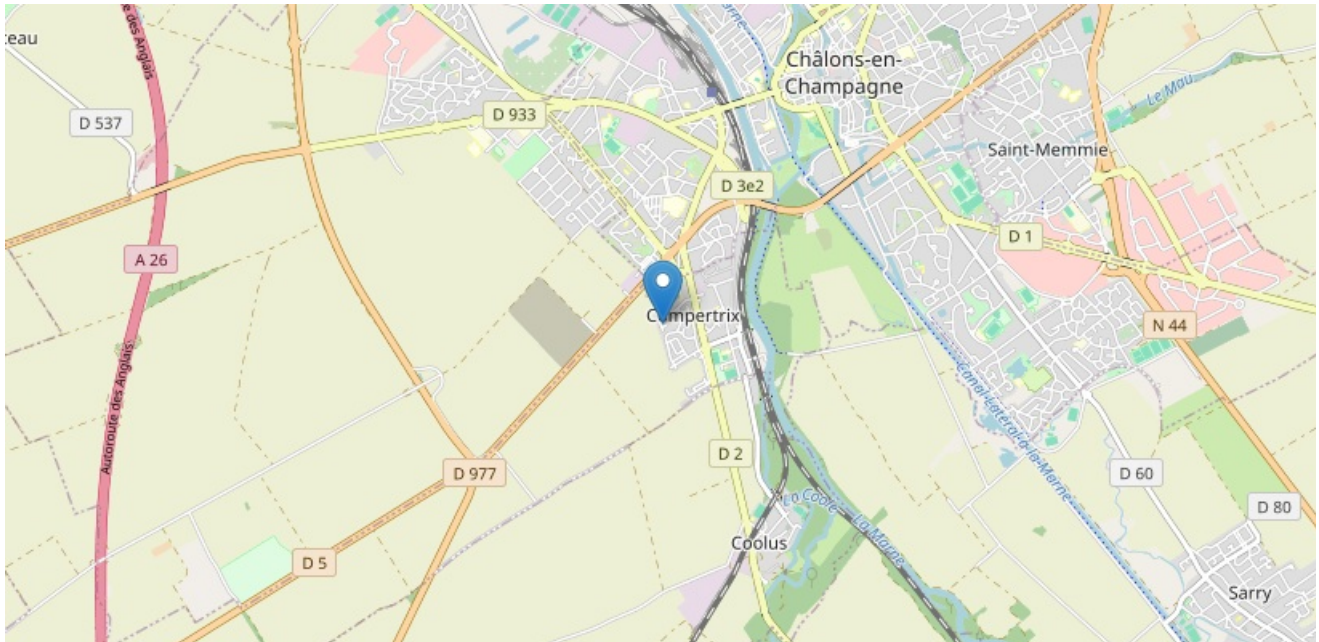 Marne
Châlons-en-
Champagne
Le Mau
D 933
D 537
Saint-Memmie
D 3e2
D 1
A 26
Compertrix
N 44
Autoroute des Anglais
Canal Latéral à la Marne
D 2
D 977
D 60
La Coole
D 80
La Marne
Coolus
D 5
Sarry